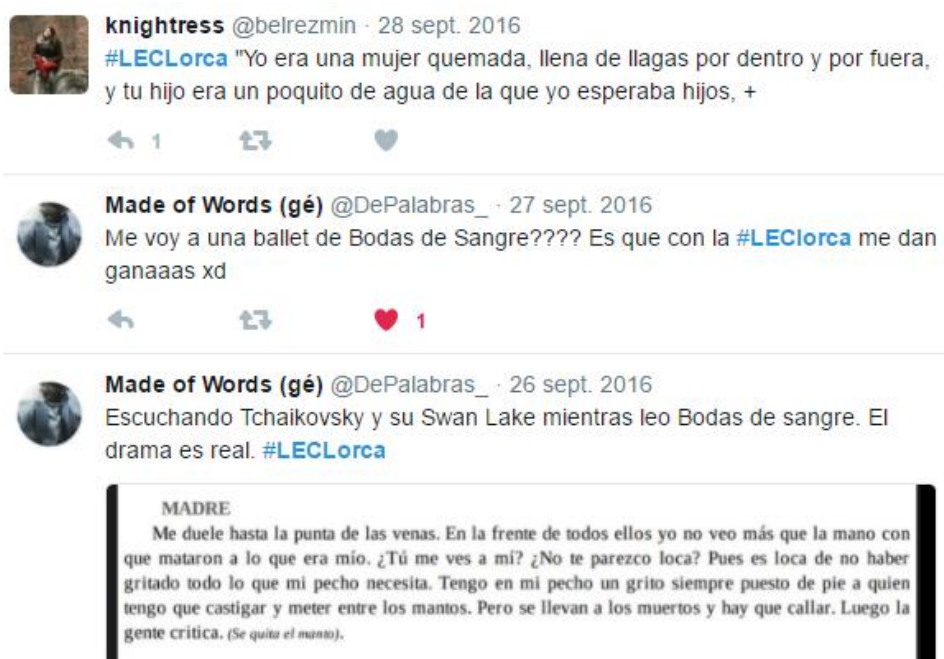 knightress @belrezmin · 28 sept. 2016
#LECLorca "Yo era una mujer quemada, llena de llagas por dentro y por fuera,
y tu hijo era un poquito de agua de la que yo esperaba hijos, +
1
Made of Words (gé) @DePalabras_ · 27 sept. 2016
Me voy a una ballet de Bodas de Sangre???? Es que con la #LEClorca me dan
ganaaas xd
1
Made of Words (gé) @DePalabras_ · 26 sept. 2016
Escuchando Tchaikovsky y su Swan Lake mientras leo Bodas de sangre. El
drama es real. #LECLorca
MADRE
Me duele hasta la punta de las venas. En la frente de todos ellos yo no veo más que la mano con
que mataron a lo que era mío. ¿Tú me ves a mí? ¿No te parezco loca? Pues es loca de no haber
gritado todo lo que mi pecho necesita. Tengo en mi pecho un grito siempre puesto de pie a quien
tengo que castigar y meter entre los mantos. Pero se llevan a los muertos y hay que callar. Luego la
gente critica. (Se quita el manto).